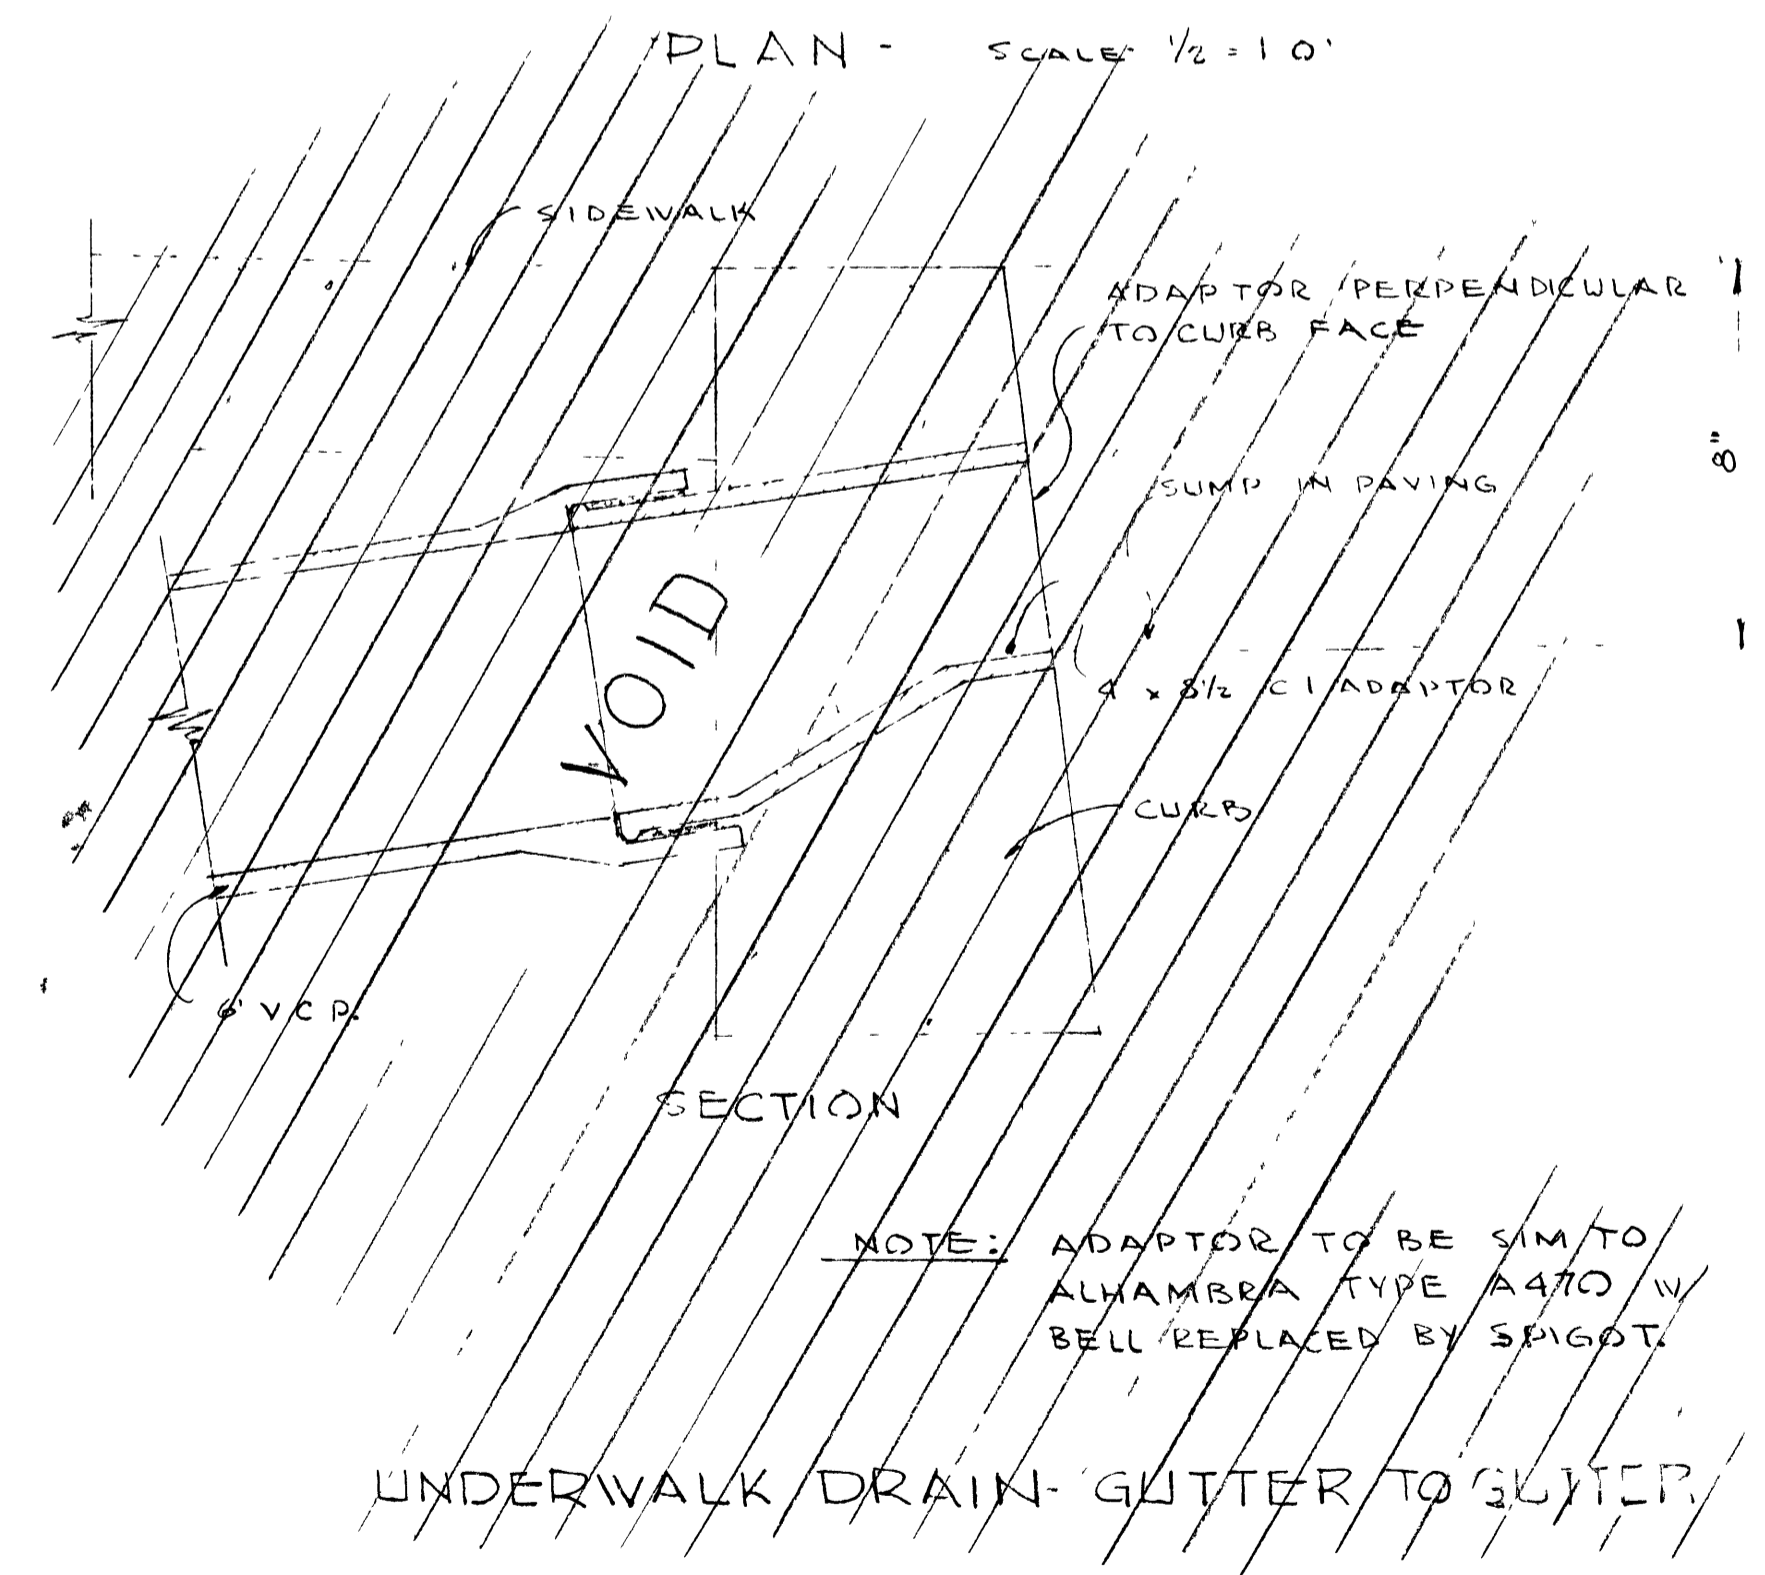 PLAN - SCALE 1/2 = 1 0'
SIDEWALK
ADAPTOR PERPENDICULAR
TO CURB FACE
8"
SUMP IN PAVING
VOID
4 x 8 1/2 C I ADAPTOR
CURB
6" V C P.
SECTION
NOTE: ADAPTOR TO BE SIM TO
ALHAMBRA TYPE A470 W/
BELL REPLACED BY SPIGOT.
UNDERWALK DRAIN - GUTTER TO GUTTER.